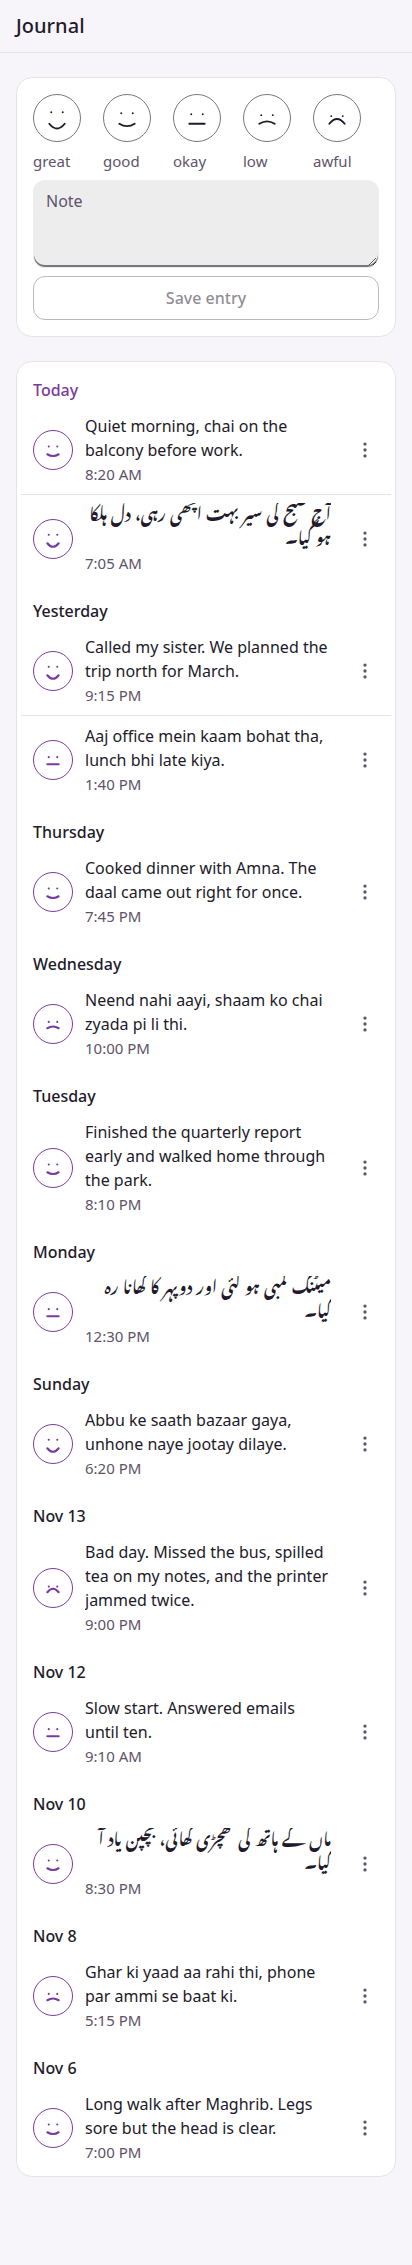 Journal
great
good
okay
low
awful
Note
Save entry
Today
Quiet morning, chai on the
balcony before work.
8:20 AM
آج صبح کی سیر بہت اچھی رہی، دل ہلکا
ہو گیا۔
7:05 AM
Yesterday
Called my sister. We planned the
trip north for March.
9:15 PM
Aaj office mein kaam bohat tha,
lunch bhi late kiya.
1:40 PM
Thursday
Cooked dinner with Amna. The
daal came out right for once.
7:45 PM
Wednesday
Neend nahi aayi, shaam ko chai
zyada pi li thi.
10:00 PM
Tuesday
Finished the quarterly report
early and walked home through
the park.
8:10 PM
Monday
میٹنگ لمبی ہو گئی اور دوپہر کا کھانا رہ
گیا۔
12:30 PM
Sunday
Abbu ke saath bazaar gaya,
unhone naye jootay dilaye.
6:20 PM
Nov 13
Bad day. Missed the bus, spilled
tea on my notes, and the printer
jammed twice.
9:00 PM
Nov 12
Slow start. Answered emails
until ten.
9:10 AM
Nov 10
ماں کے ہاتھ کی کھچڑی کھائی، بچپن یاد آ
گیا۔
8:30 PM
Nov 8
Ghar ki yaad aa rahi thi, phone
par ammi se baat ki.
5:15 PM
Nov 6
Long walk after Maghrib. Legs
sore but the head is clear.
7:00 PM